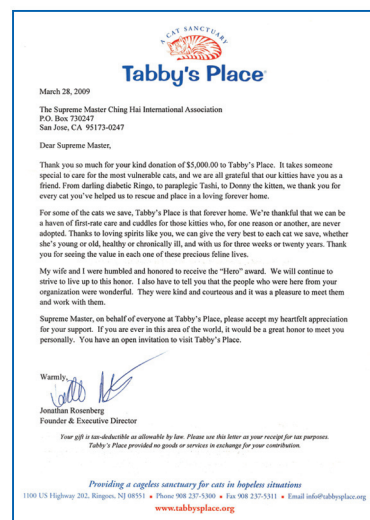 A CAT SANCTUARY
Tabby's Place
March 28, 2009
The Supreme Master Ching Hai International Association
P.O. Box 730247
San Jose, CA 95173-0247
Dear Supreme Master,
Thank you so much for your kind donation of $5,000.00 to Tabby's Place. It takes someone
special to care for the most vulnerable cats, and we are all grateful that our kitties have you as a
friend. From darling diabetic Ringo, to paraplegic Tashi, to Donny the kitten, we thank you for
every cat you've helped us to rescue and place in a loving forever home.
For some of the cats we save, Tabby's Place is that forever home. We're thankful that we can be
a haven of first-rate care and cuddles for those kitties who, for one reason or another, are never
adopted. Thanks to loving spirits like you, we can give the very best to each cat we save, whether
she's young or old, healthy or chronically ill, and with us for three weeks or twenty years. Thank
you for seeing the value in each one of these precious feline lives.
My wife and I were humbled and honored to receive the "Hero" award. We will continue to
strive to live up to this honor. I also have to tell you that the people who were here from your
organization were wonderful. They were kind and courteous and it was a pleasure to meet them
and work with them.
Supreme Master, on behalf of everyone at Tabby's Place, please accept my heartfelt appreciation
for your support. If you are ever in this area of the world, it would be a great honor to meet you
personally. You have an open invitation to visit Tabby's Place.
Warmly,
Jonathan Rosenberg
Founder & Executive Director
Your gift is tax-deductible as allowable by law. Please use this letter as your receipt for tax purposes.
Tabby's Place provided no goods or services in exchange for your contribution.
Providing a cageless sanctuary for cats in hopeless situations
1100 US Highway 202, Ringoes, NJ 08551 • Phone 908 237-5300 • Fax 908 237-5311 • Email info@tabbysplace.org
www.tabbysplace.org